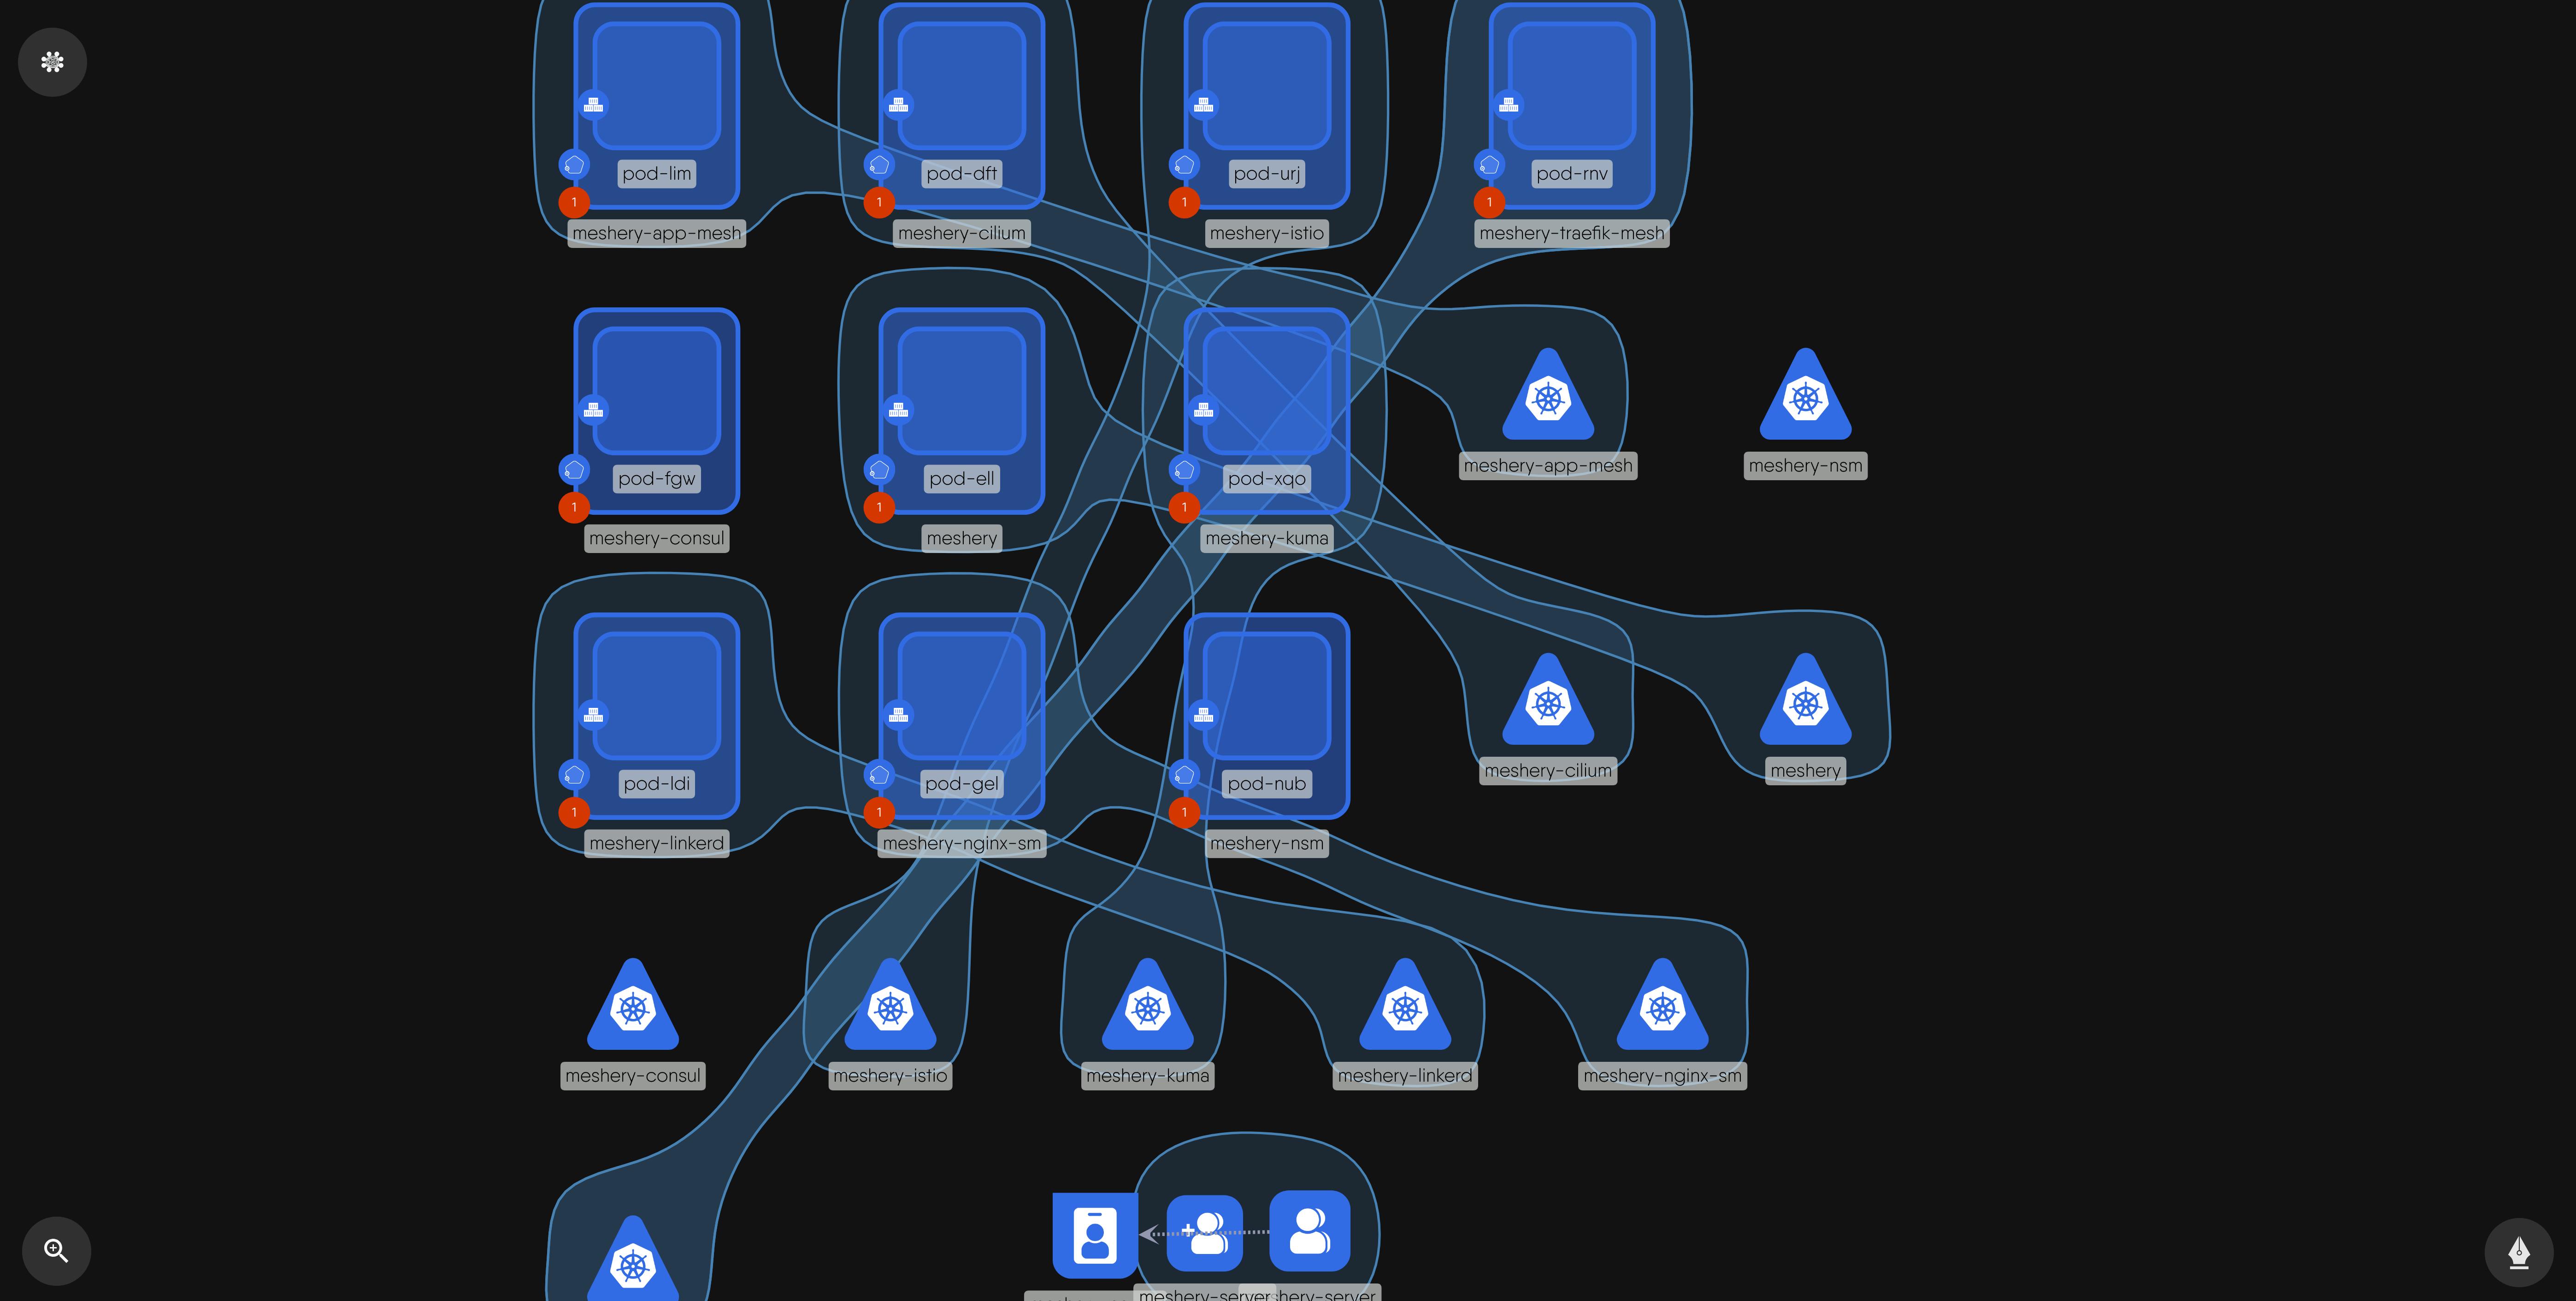 pod-lim
pod-dft
pod-urj
pod-rnv
1
1
1
1
meshery-app-mesh
meshery-cilium
meshery-istio
meshery-traefik-mesh
pod-fgw
pod-ell
pod-xqo
meshery-app-mesh
meshery-nsm
1
1
1
meshery-consul
meshery
meshery-kuma
pod-ldi
pod-gel
pod-nub
meshery-cilium
meshery
1
1
1
meshery-linkerd
meshery-nginx-sm
meshery-nsm
meshery-consul
meshery-istio
meshery-kuma
meshery-linkerd
meshery-nginx-sm
meshery-server